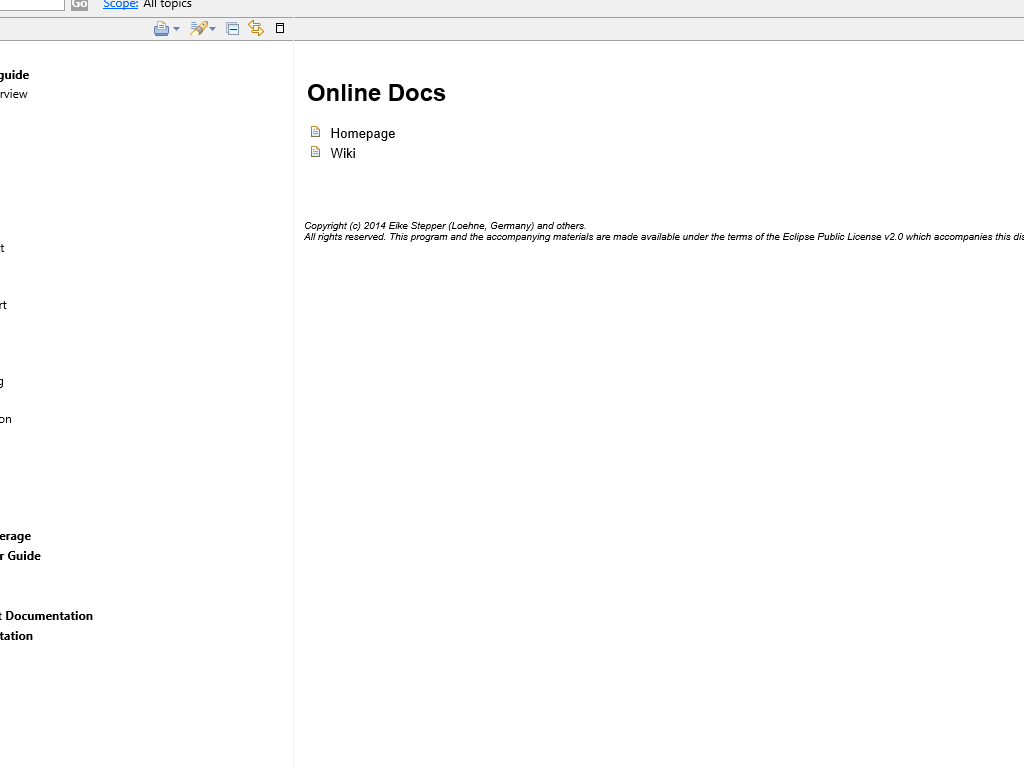 Go Scope: All topics
guide
rview
t
rt
g
on
erage
r Guide
t Documentation
tation
Online Docs
Homepage
Wiki
Copyright (c) 2014 Eike Stepper (Loehne, Germany) and others.
All rights reserved. This program and the accompanying materials are made available under the terms of the Eclipse Public License v2.0 which accompanies this dis